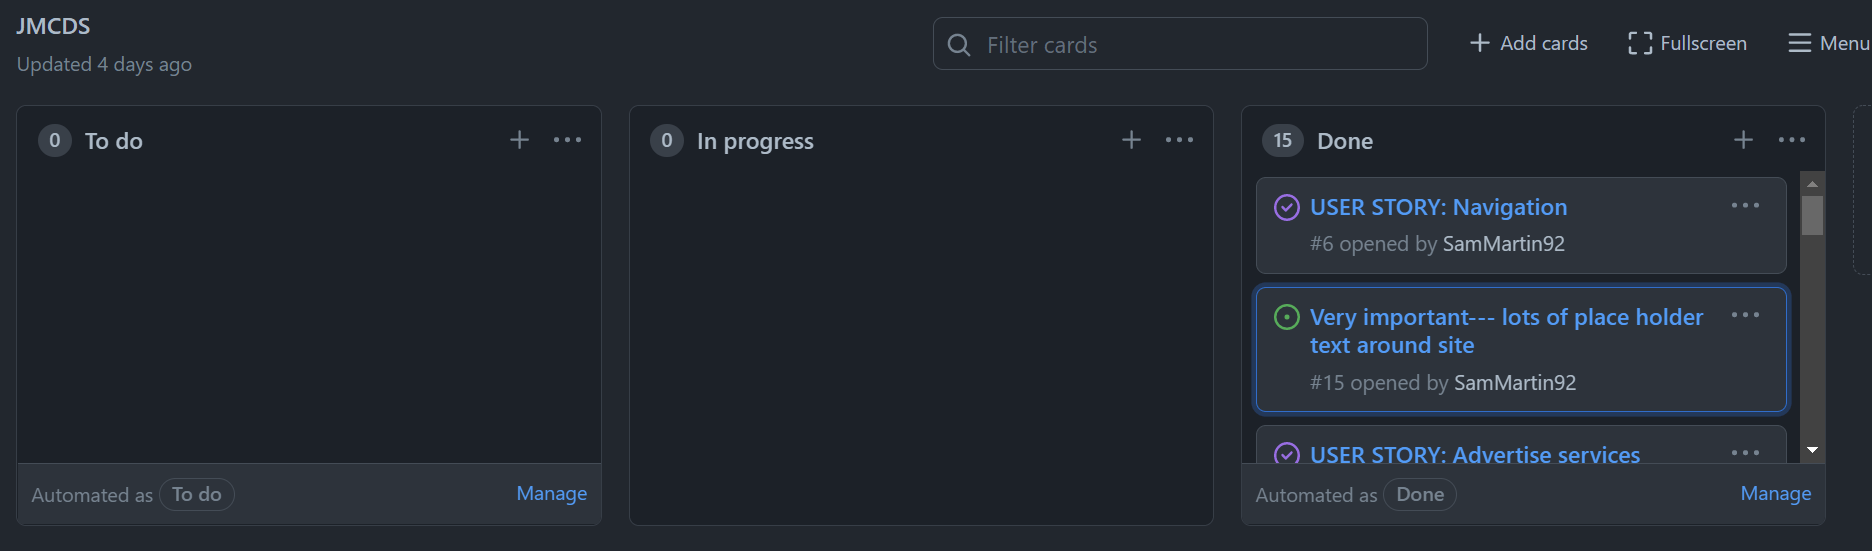 JMCDS
Updated 4 days ago
Filter cards
Add cards
Fullscreen
Menu
0 To do
Automated as To do
Manage
0 In progress
15 Done
USER STORY: Navigation
#6 opened by SamMartin92
Very important--- lots of place holder
text around site
#15 opened by SamMartin92
USER STORY: Advertise services
Automated as Done
Manage